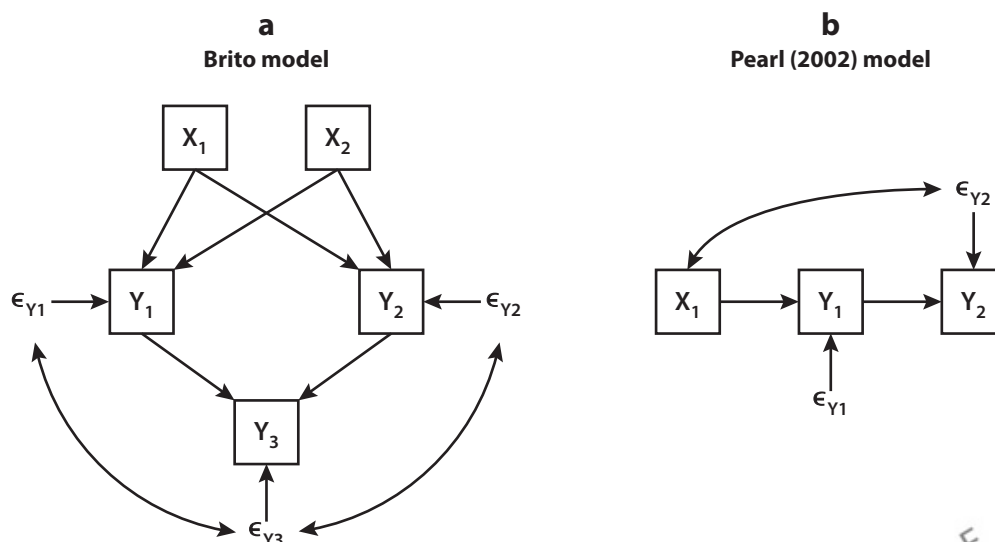 a
Brito model
X1
X2
ϵY1
Y1
Y2
ϵY2
Y3
ϵY3
b
Pearl (2002) model
ϵY2
X1
Y1
Y2
ϵY1